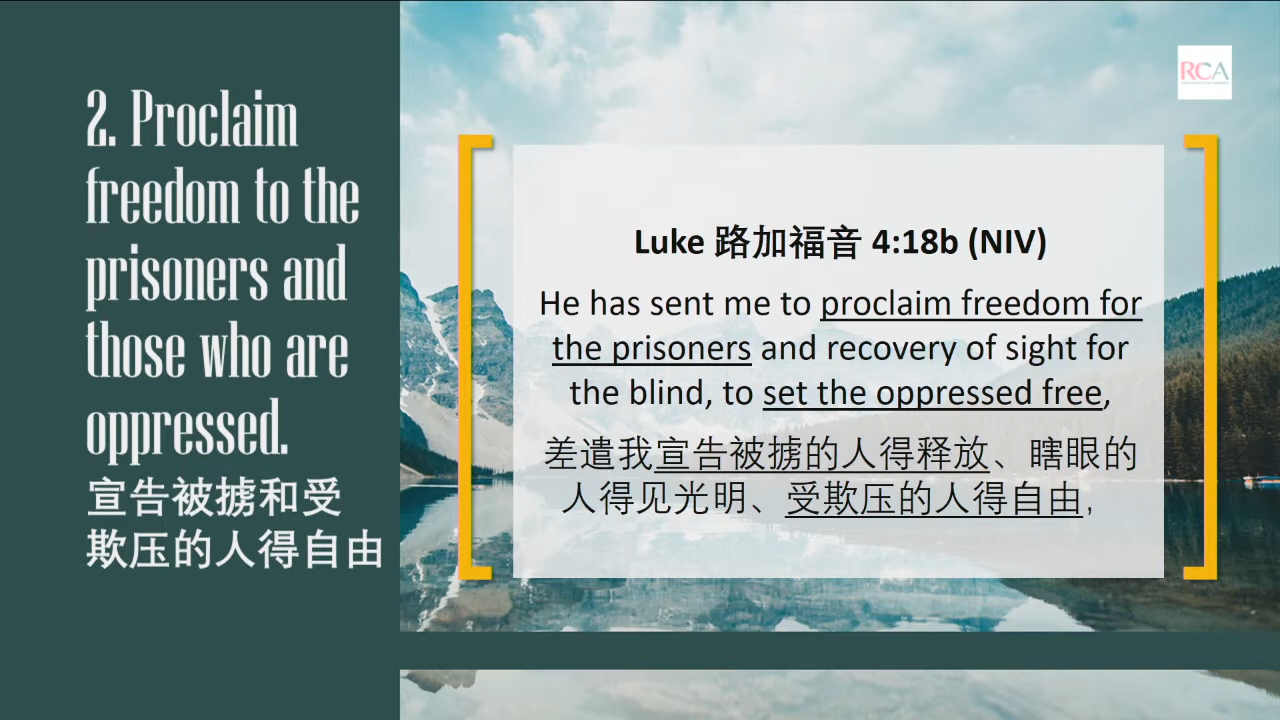 2. Proclaim
freedom to the
prisoners and
those who are
oppressed.
宣告被掳和受
欺压的人得自由
RCA
Luke 路加福音 4:18b (NIV)
He has sent me to proclaim freedom for
the prisoners and recovery of sight for
the blind, to set the oppressed free,
差遣我宣告被掳的人得释放、瞎眼的
人得见光明、受欺压的人得自由,